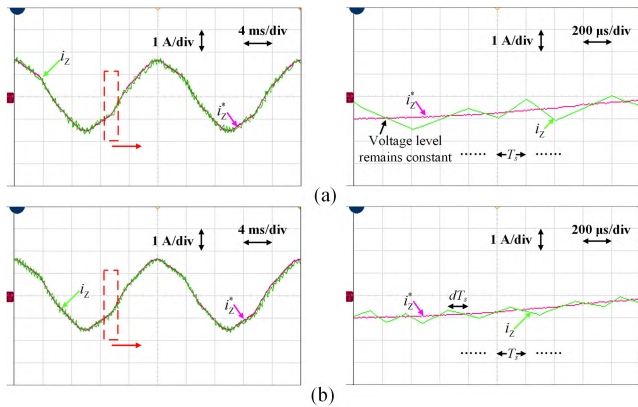 4 ms/div
1 A/div
i_Z
i_Z^*
200 μs/div
1 A/div
i_Z^*
i_Z
Voltage level
remains constant
...... T_s ......
(a)
4 ms/div
1 A/div
i_Z
i_Z^*
200 μs/div
1 A/div
i_Z^*
dT_s
i_Z
...... T_s ......
(b)